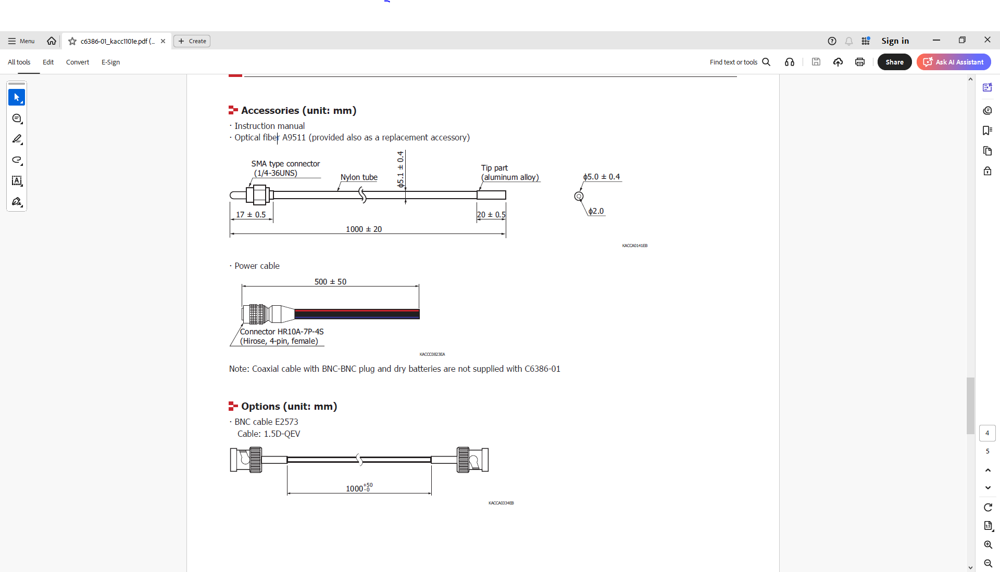 Menu
c6386-01_kacc1101e.pdf (...
Create
Sign in
All tools
Edit
Convert
E-Sign
Find text or tools
Share
Ask AI Assistant
Accessories (unit: mm)
· Instruction manual
· Optical fiber A9511 (provided also as a replacement accessory)
SMA type connector
(1/4-36UNS)
Nylon tube
ϕ5.1 ± 0.4
Tip part
(aluminum alloy)
ϕ5.0 ± 0.4
ϕ2.0
17 ± 0.5
20 ± 0.5
1000 ± 20
KACCA0141EB
· Power cable
500 ± 50
Connector HR10A-7P-4S
(Hirose, 4-pin, female)
KACCC0823EA
Note: Coaxial cable with BNC-BNC plug and dry batteries are not supplied with C6386-01
Options (unit: mm)
· BNC cable E2573
Cable: 1.5D-QEV
1000 +50 -0
KACCA0334EB
4
5
1:1